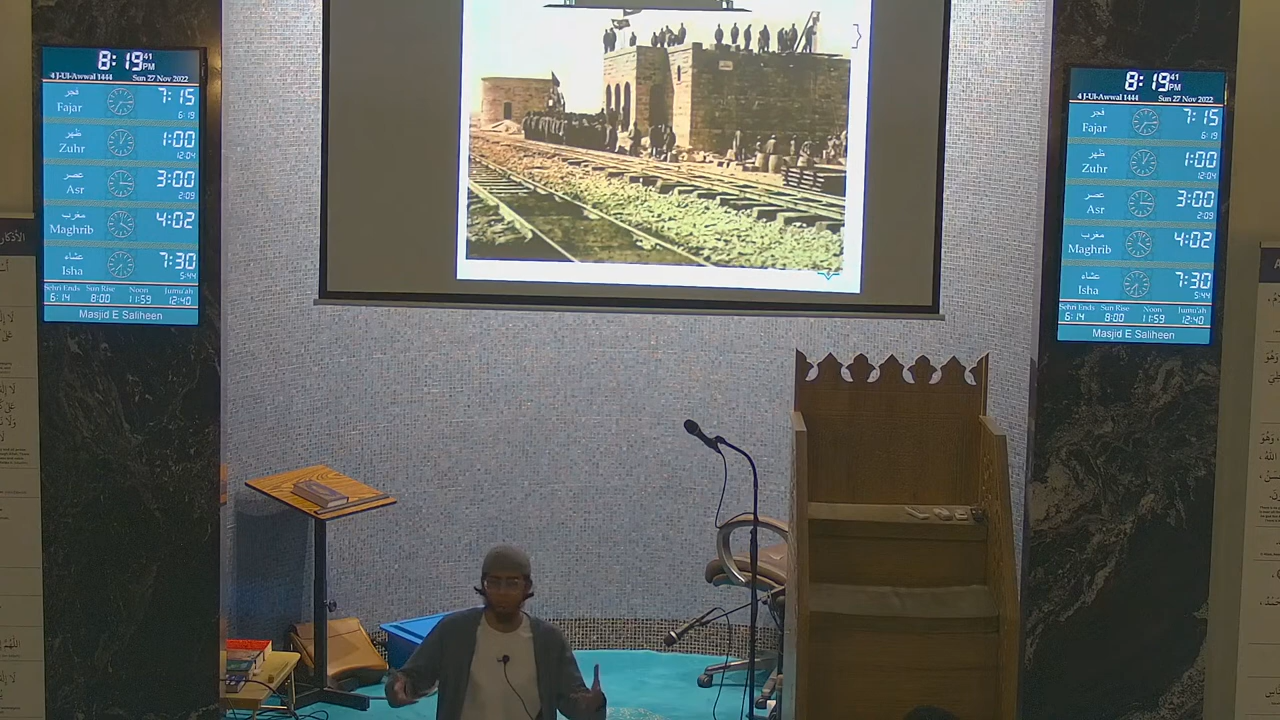 8:19 41 PM
4 J-Ul-Awwal 1444 Sun 27 Nov 2022
فجر
Fajar 7:15
6:19
ظهر
Zuhr 1:00
12:04
عصر
Asr 3:00
2:09
مغرب
Maghrib 4:02
عشاء
Isha 7:30
5:44
Sehri Ends Sun Rise Noon Jumu'ah
6:14 8:00 11:59 12:40
Masjid E Saliheen
8:19 41 PM
4 J-Ul-Awwal 1444 Sun 27 Nov 2022
فجر
Fajar 7:15
6:19
ظهر
Zuhr 1:00
12:04
عصر
Asr 3:00
2:09
مغرب
Maghrib 4:02
عشاء
Isha 7:30
5:44
Sehri Ends Sun Rise Noon Jumu'ah
6:14 8:00 11:59 12:40
Masjid E Saliheen